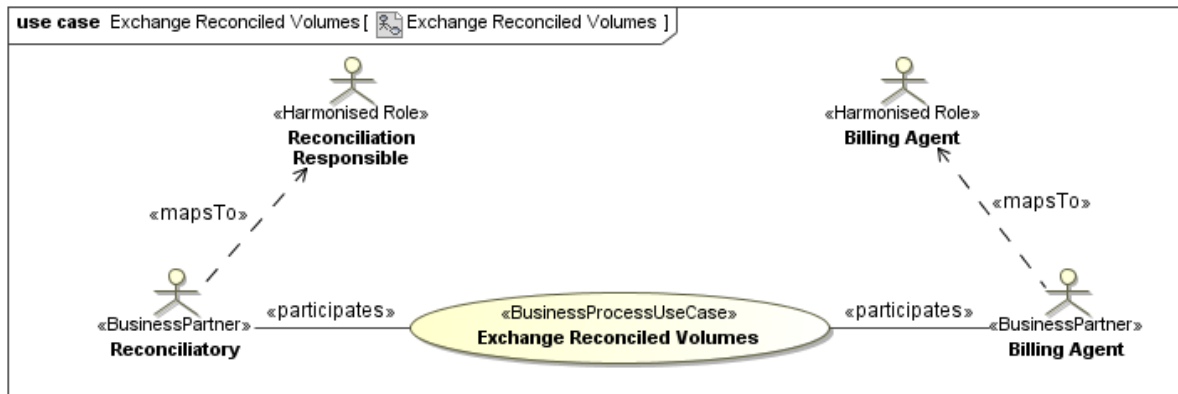 use case Exchange Reconciled Volumes [ Exchange Reconciled Volumes ]
«Harmonised Role»
Reconciliation
Responsible
«Harmonised Role»
Billing Agent
«mapsTo»
«mapsTo»
«BusinessPartner»
Reconciliatory
«participates»
«BusinessProcessUseCase»
Exchange Reconciled Volumes
«participates»
«BusinessPartner»
Billing Agent